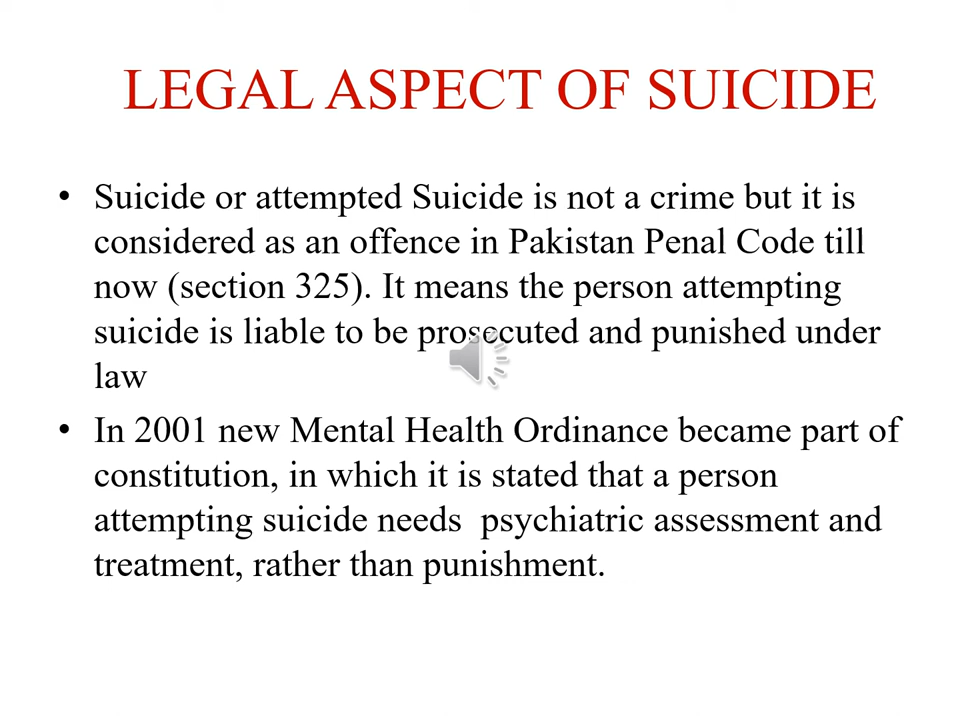 LEGAL ASPECT OF SUICIDE
• Suicide or attempted Suicide is not a crime but it is
considered as an offence in Pakistan Penal Code till
now (section 325). It means the person attempting
suicide is liable to be prosecuted and punished under
law
• In 2001 new Mental Health Ordinance became part of
constitution, in which it is stated that a person
attempting suicide needs  psychiatric assessment and
treatment, rather than punishment.